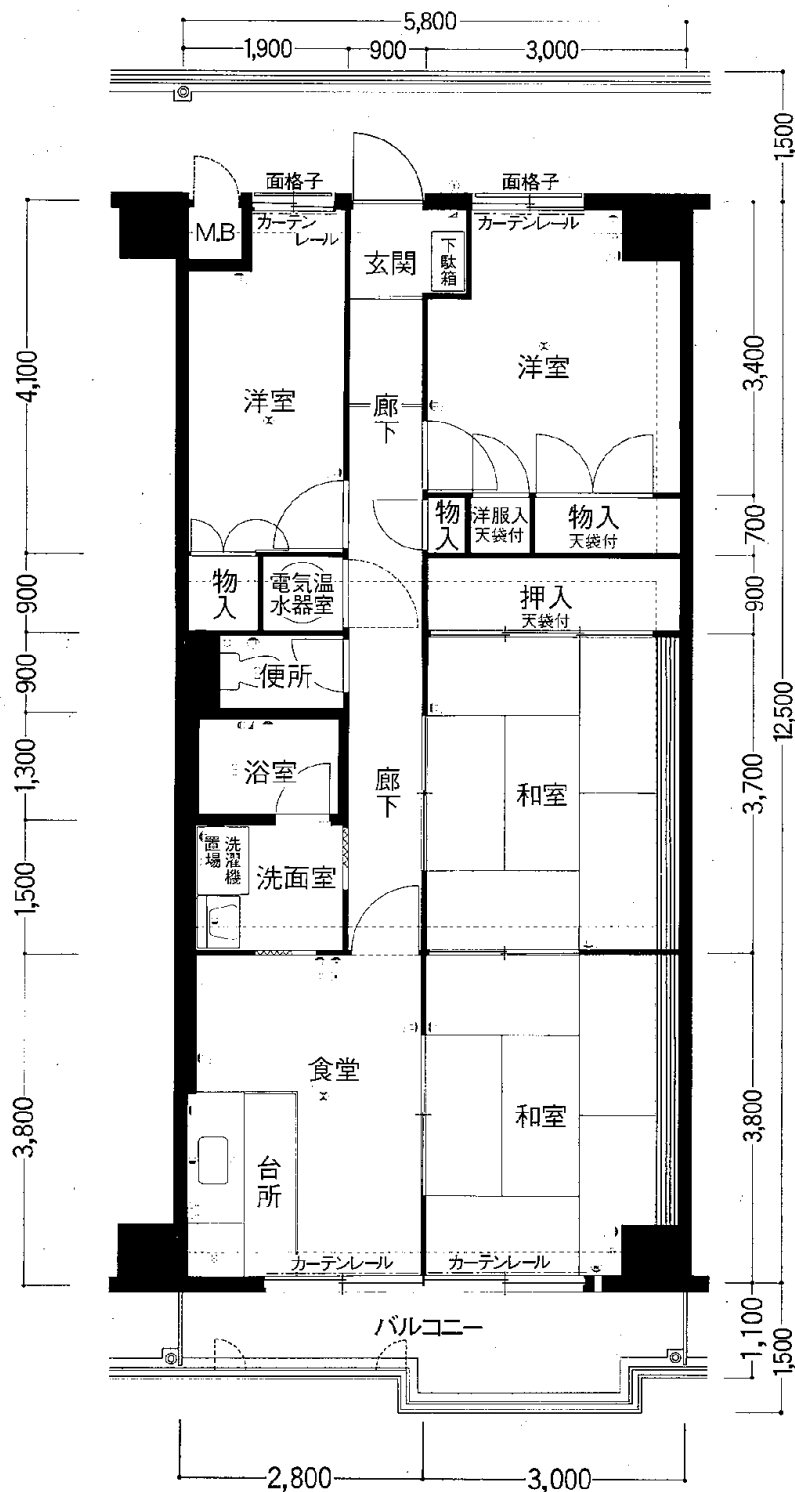 5,800
1,900
900
3,000
1,500
面格子
面格子
M.B
カーテン
レール
カーテンレール
玄関
下駄箱
4,100
3,400
洋室
洋室
廊下
物入
洋服入
天袋付
物入
天袋付
700
900
物入
電気温
水器室
押入
天袋付
900
900
便所
12,500
1,300
浴室
廊下
和室
3,700
洗濯機
置場
洗面室
1,500
食堂
和室
3,800
3,800
台所
カーテンレール
カーテンレール
バルコニー
1,100
1,500
2,800
3,000